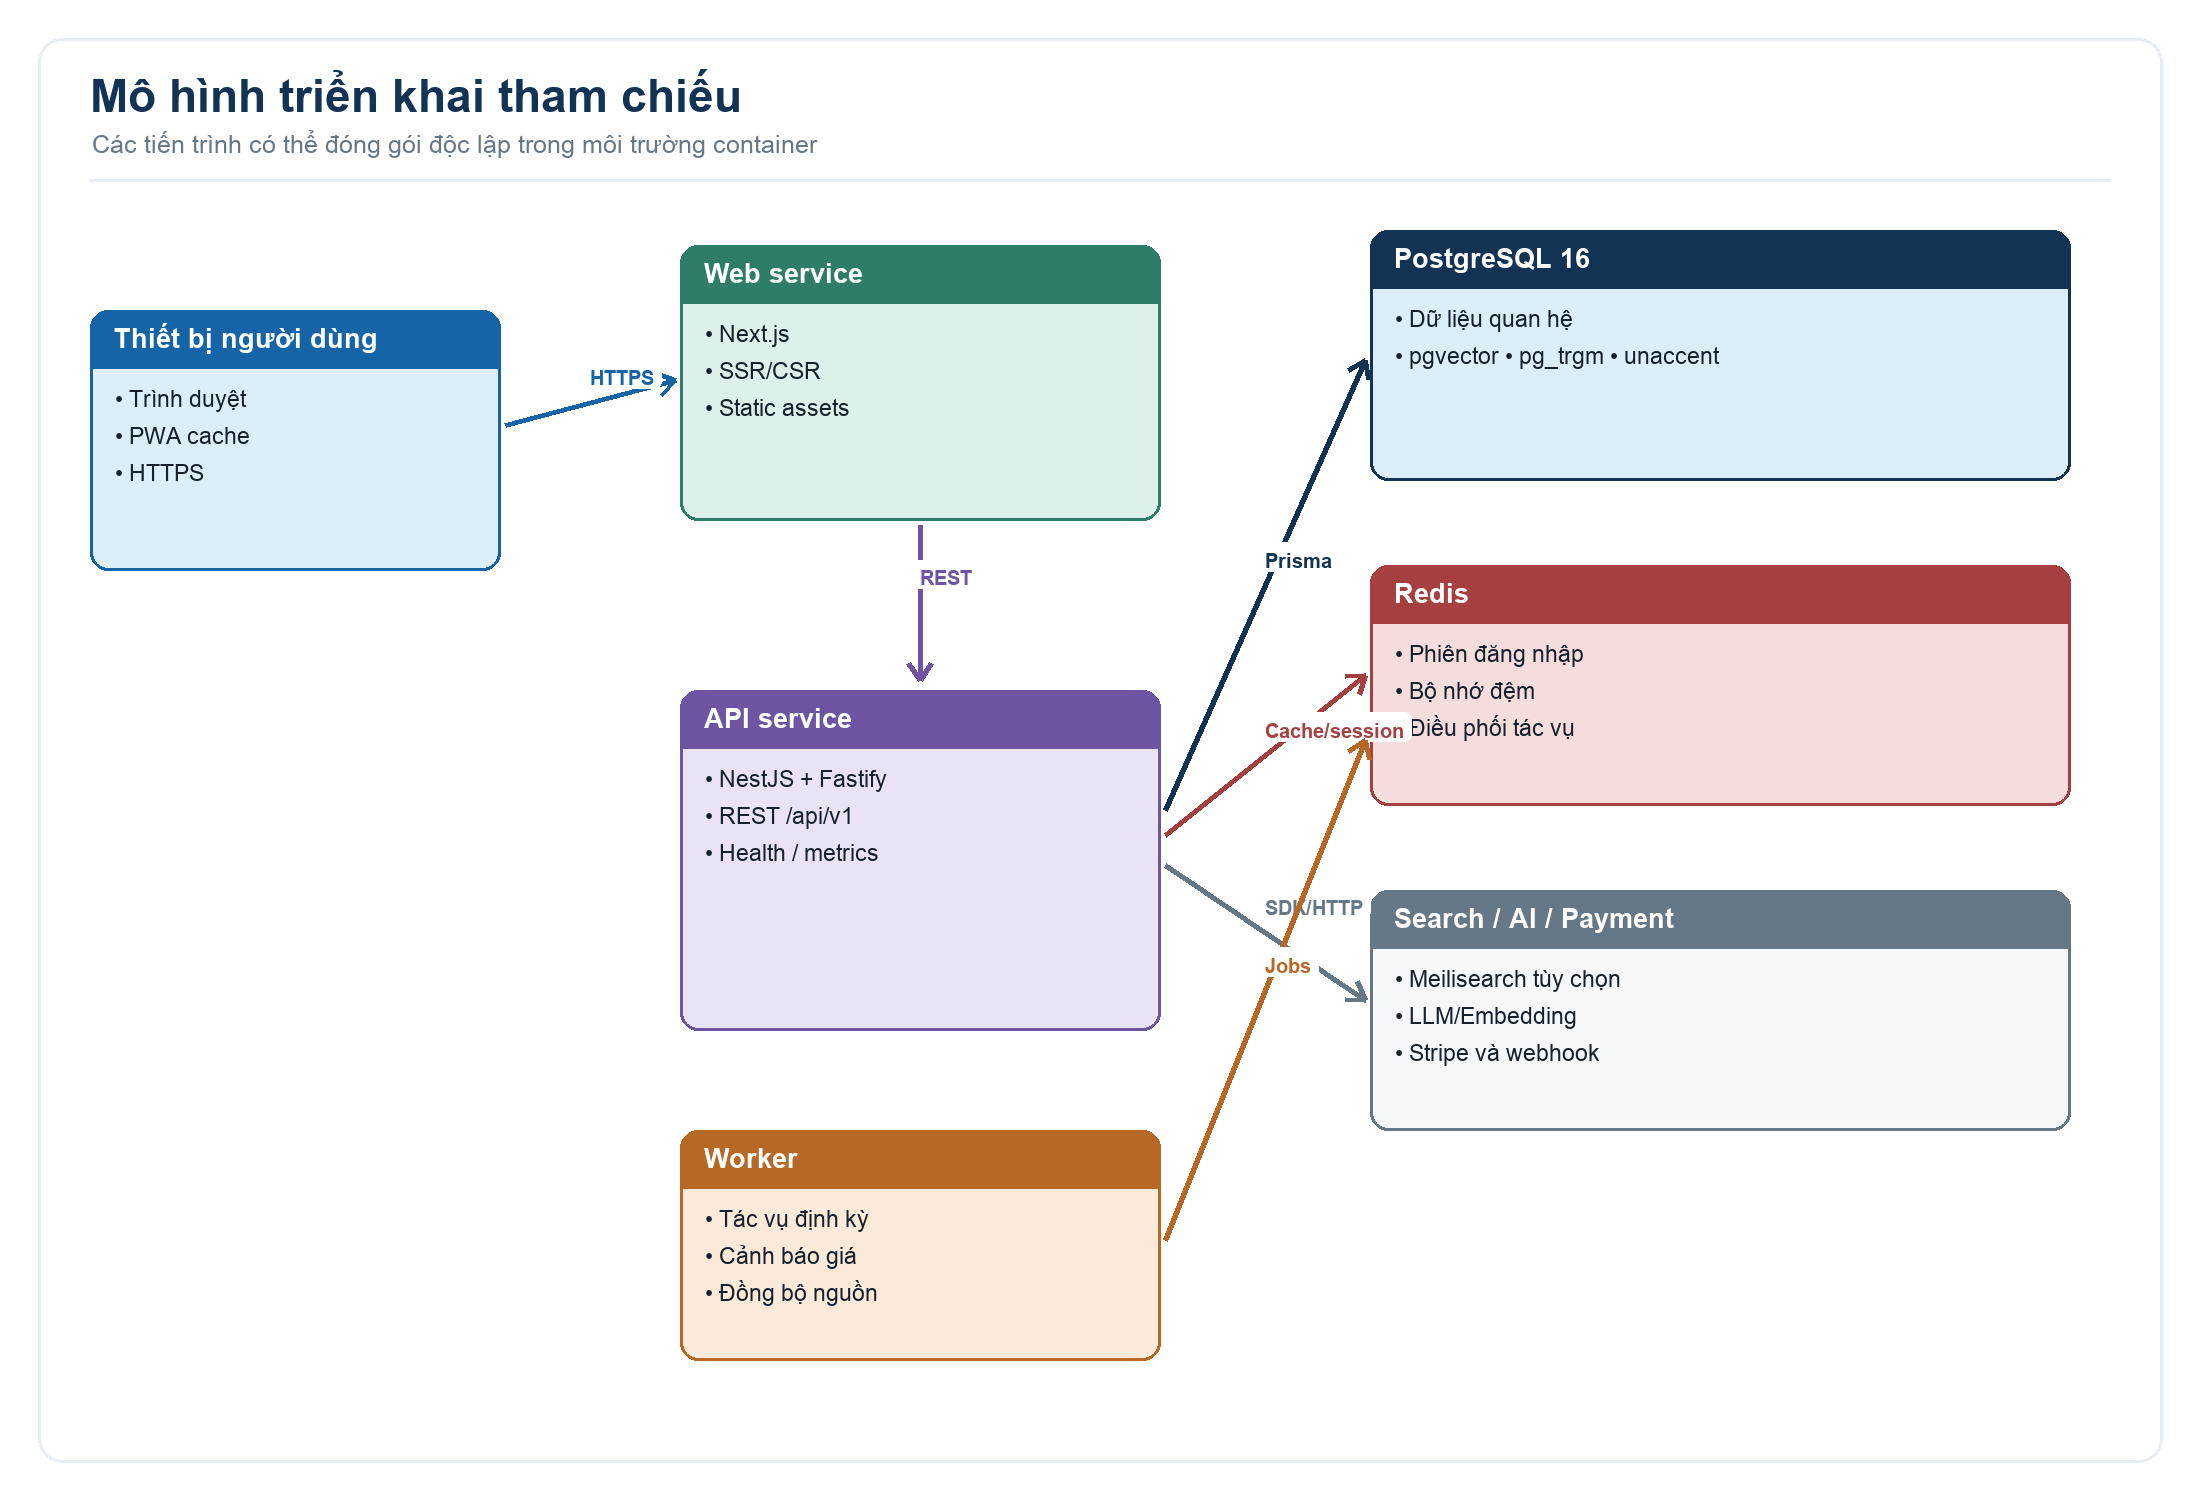 Mô hình triển khai tham chiếu
Các tiến trình có thể đóng gói độc lập trong môi trường container
Thiết bị người dùng
• Trình duyệt
• PWA cache
• HTTPS
HTTPS
Web service
• Next.js
• SSR/CSR
• Static assets
REST
API service
• NestJS + Fastify
• REST /api/v1
• Health / metrics
Worker
• Tác vụ định kỳ
• Cảnh báo giá
• Đồng bộ nguồn
Prisma
Cache/session
SDK/HTTP
Jobs
PostgreSQL 16
• Dữ liệu quan hệ
• pgvector • pg_trgm • unaccent
Redis
• Phiên đăng nhập
• Bộ nhớ đệm
Điều phối tác vụ
Search / AI / Payment
• Meilisearch tùy chọn
• LLM/Embedding
• Stripe và webhook